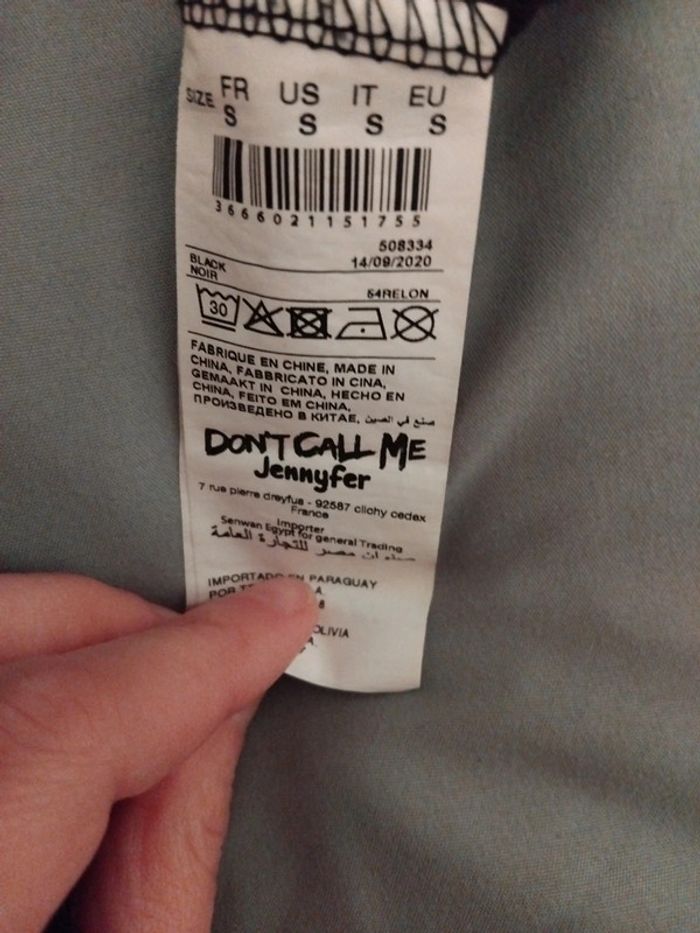 SIZE FR US IT EU
S S S S
3666021151755
508334
14/09/2020
BLACK
NOIR
54RELON
30
FABRIQUE EN CHINE, MADE IN
CHINA, FABBRICATO IN CINA,
GEMAAKT IN CHINA, HECHO EN
CHINA, FEITO EM CHINA,
ПРОИЗВЕДЕНО В КИТАЕ, صنع في الصين
DON'T CALL ME
Jennyfer
7 rue pierre dreyfus - 92587 clichy cedex
France
Importer
Senwan Egypt for general Trading
مصر للتجارة العامة
IMPORTADO EN PARAGUAY
POR